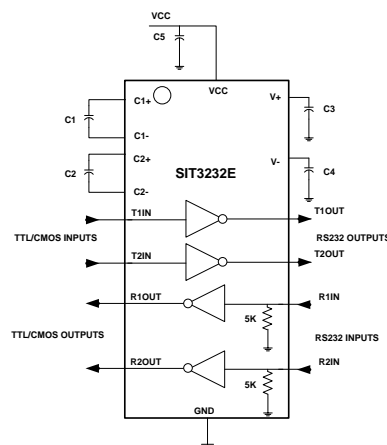 VCC
C5
VCC
C1+
V+
C1
C3
C1-
C2+
V-
C2
SIT3232E
C4
C2-
T1IN
T1OUT
TTL/CMOS INPUTS
RS232 OUTPUTS
T2IN
T2OUT
R1OUT
R1IN
5K
TTL/CMOS OUTPUTS
RS232 INPUTS
R2OUT
R2IN
5K
GND